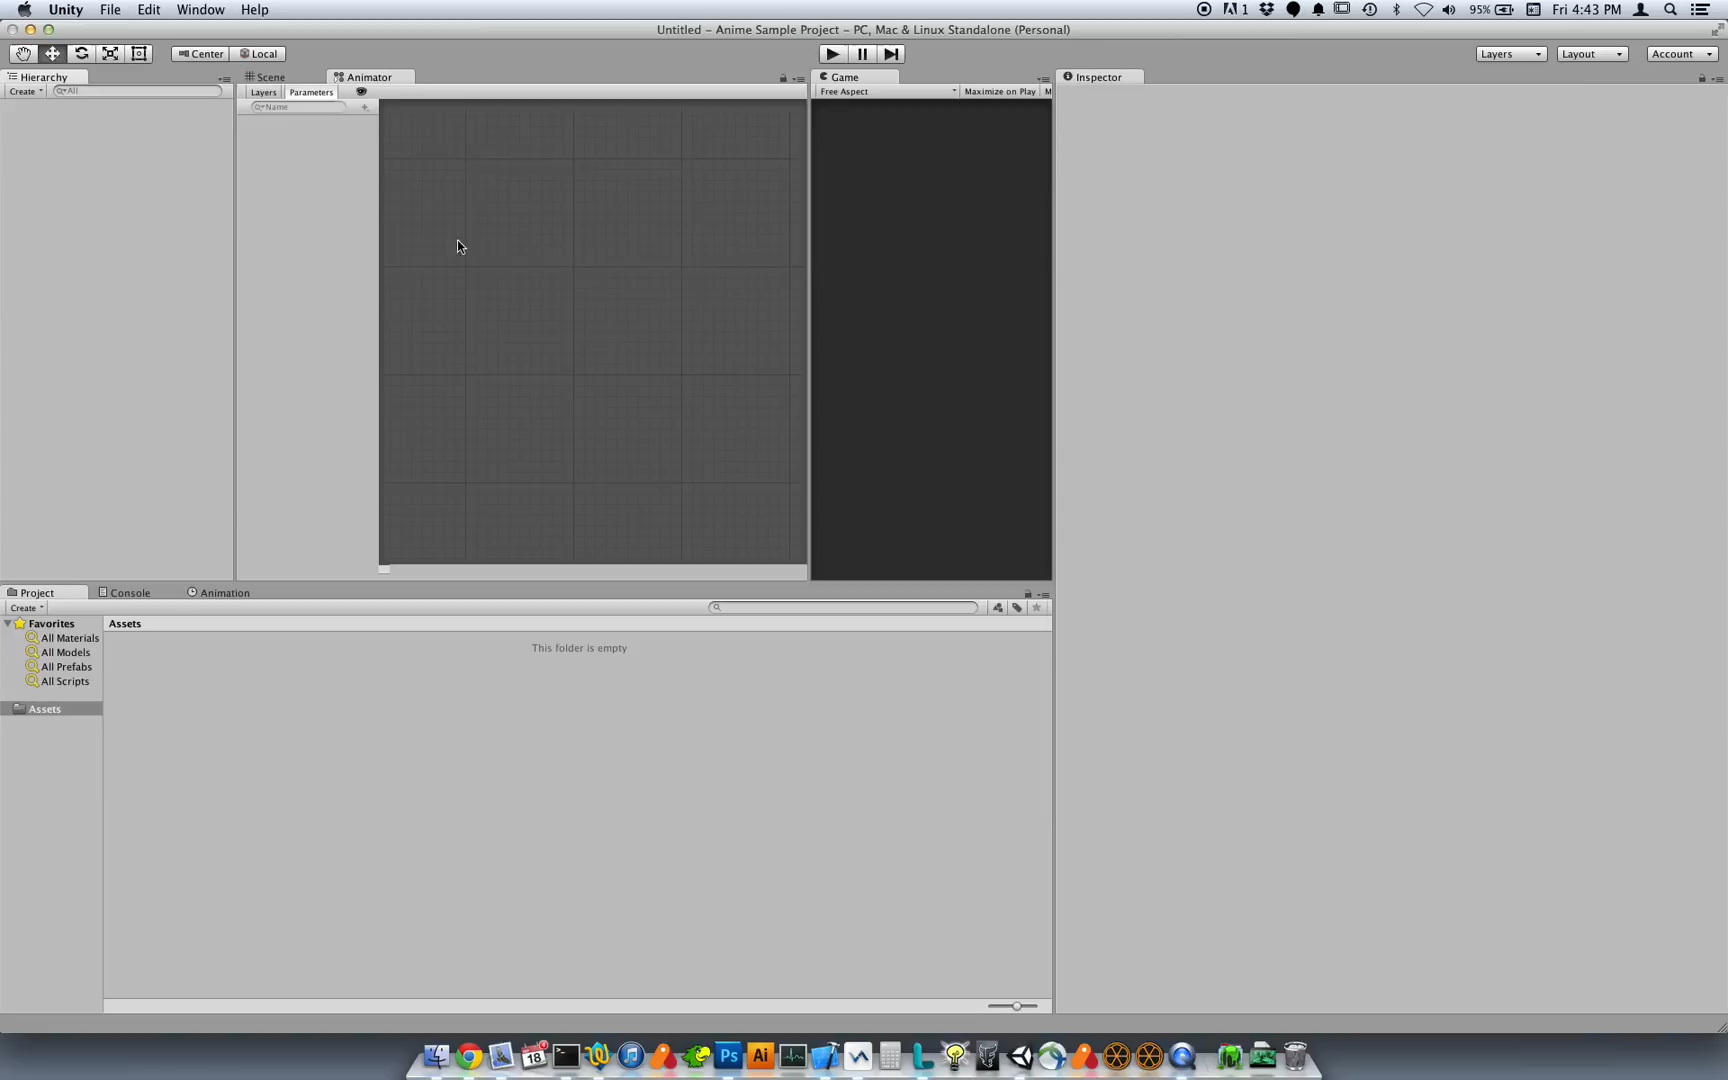 Unity File Edit Window Help 1 95% Fri 4:43 PM
Untitled - Anime Sample Project - PC, Mac & Linux Standalone (Personal)
Center Local Layers Layout Account
Hierarchy Scene Animator Game Inspector
Create All Layers Parameters Free Aspect Maximize on Play M
Name
Project Console Animation
Create
Favorites Assets
All Materials This folder is empty
All Models
All Prefabs
All Scripts
Assets
18 Ps Ai